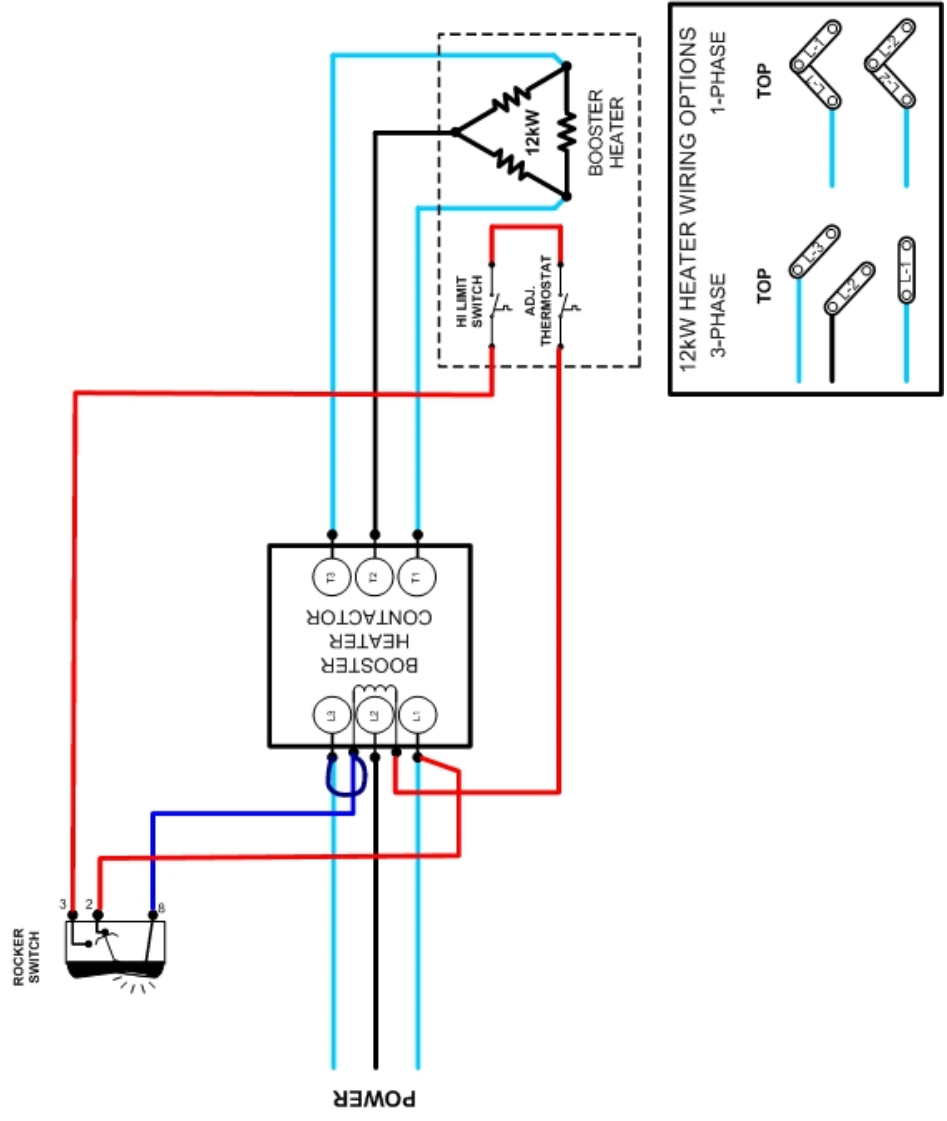 ROCKER
SWITCH
3
2
8
POWER
L3
L2
L1
BOOSTER
HEATER
CONTACTOR
T3
T2
T1
HI LIMIT
SWITCH
ADJ.
THERMOSTAT
12kW
BOOSTER
HEATER
12kW HEATER WIRING OPTIONS
3-PHASE
1-PHASE
TOP
TOP
L-3
L-2
L-1
L-1
L-1
L-2
L-2